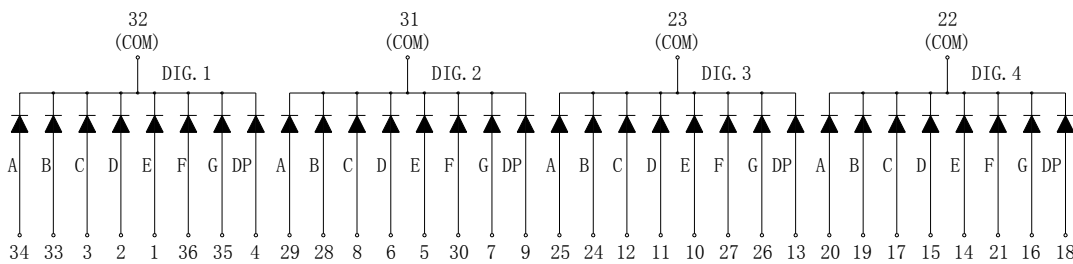 32 31 23 22
(COM) (COM) (COM) (COM)
DIG.1 DIG.2 DIG.3 DIG.4
A B C D E F G DP A B C D E F G DP A B C D E F G DP A B C D E F G DP
34 33 3 2 1 36 35 4 29 28 8 6 5 30 7 9 25 24 12 11 10 27 26 13 20 19 17 15 14 21 16 18